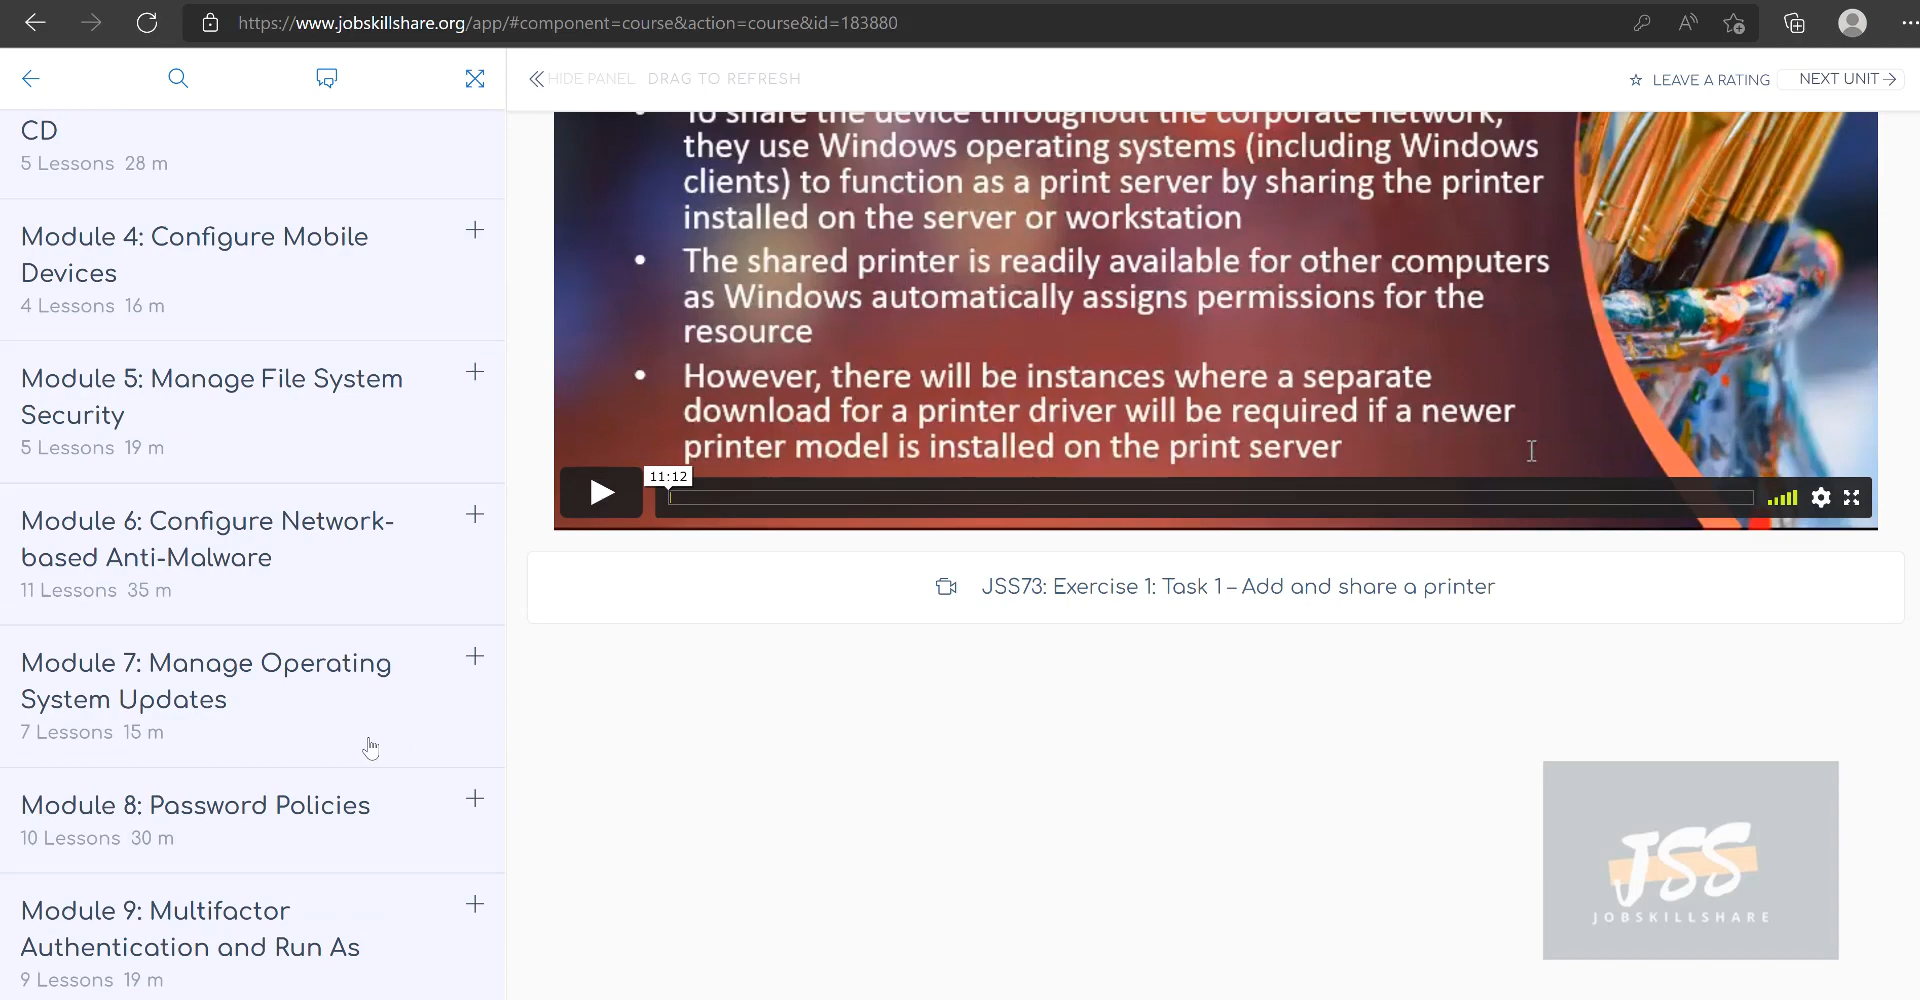 https://www.jobskillshare.org/app/#component=course&action=course&id=183880
HIDE PANEL DRAG TO REFRESH
LEAVE A RATING
NEXT UNIT
CD
5 Lessons 28 m
Module 4: Configure Mobile
Devices
4 Lessons 16 m
Module 5: Manage File System
Security
5 Lessons 19 m
Module 6: Configure Network-
based Anti-Malware
11 Lessons 35 m
Module 7: Manage Operating
System Updates
7 Lessons 15 m
Module 8: Password Policies
10 Lessons 30 m
Module 9: Multifactor
Authentication and Run As
9 Lessons 19 m
• To share the device throughout the corporate network,
they use Windows operating systems (including Windows
clients) to function as a print server by sharing the printer
installed on the server or workstation
• The shared printer is readily available for other computers
as Windows automatically assigns permissions for the
resource
• However, there will be instances where a separate
download for a printer driver will be required if a newer
printer model is installed on the print server
11:12
JSS73: Exercise 1: Task 1 – Add and share a printer
JSS
JOBSKILLSHARE